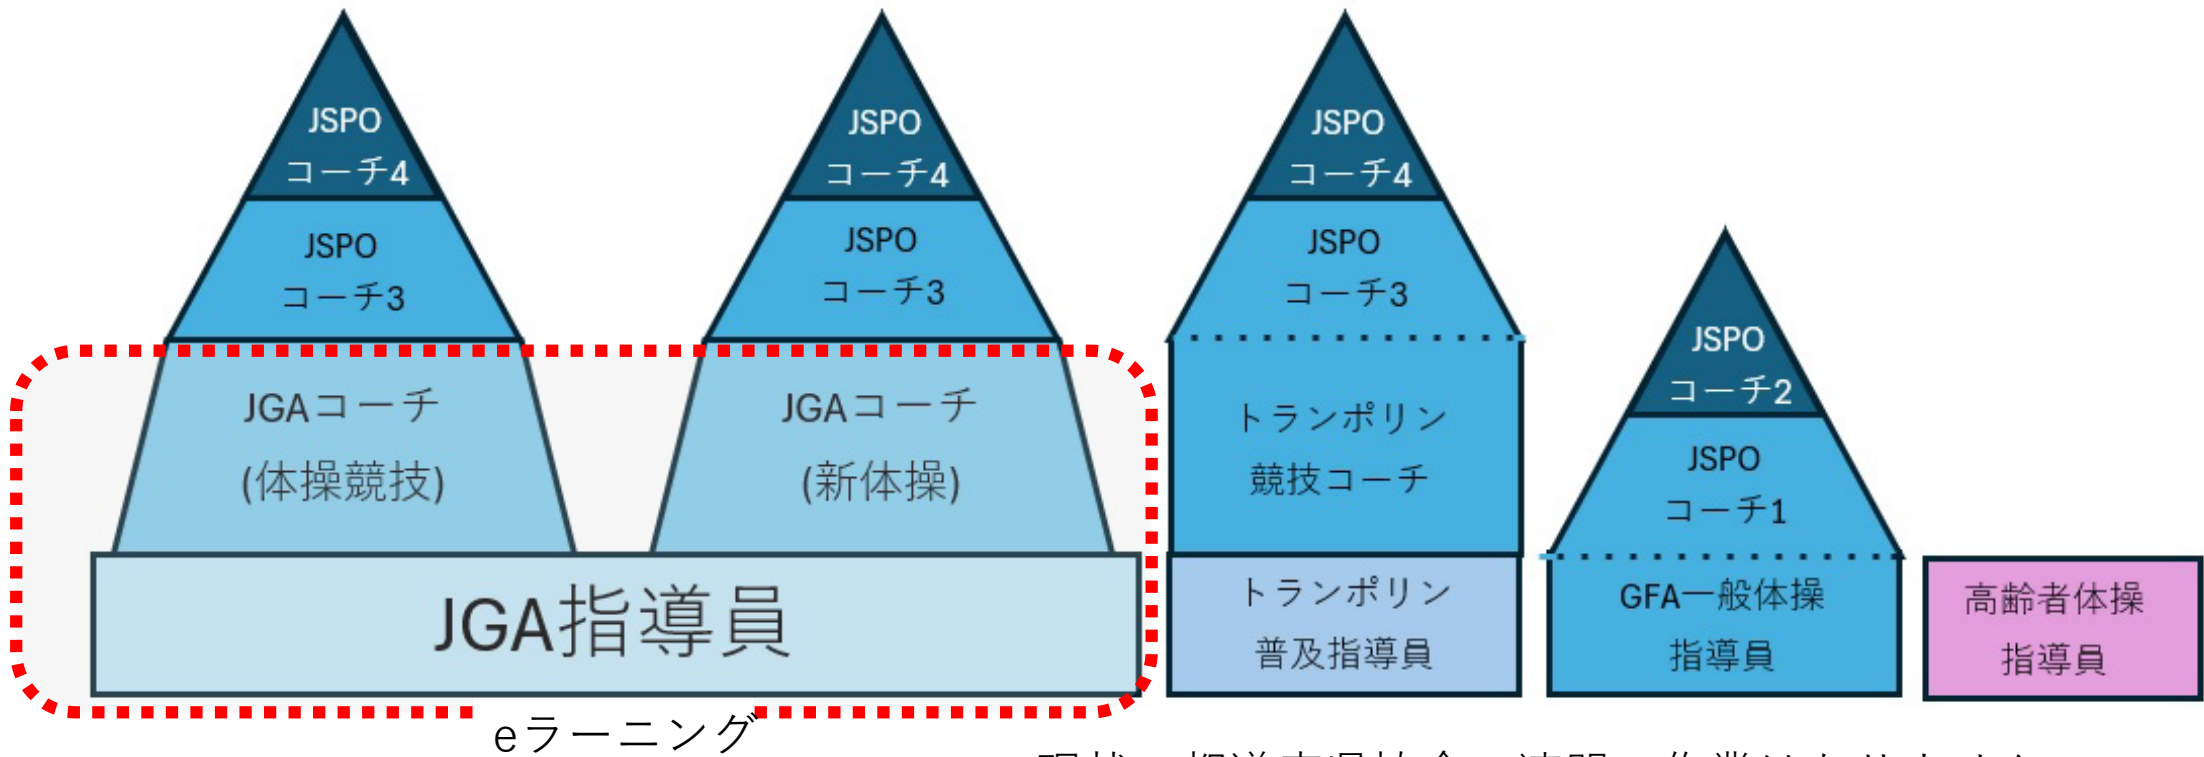 JSPO
コーチ4
JSPO
コーチ3
JGAコーチ
(体操競技)
JSPO
コーチ4
JSPO
コーチ3
JGAコーチ
(新体操)
JGA指導員
eラーニング
JSPO
コーチ4
JSPO
コーチ3
トランポリン
競技コーチ
トランポリン
普及指導員
JSPO
コーチ2
JSPO
コーチ1
GFA一般体操
指導員
高齢者体操
指導員